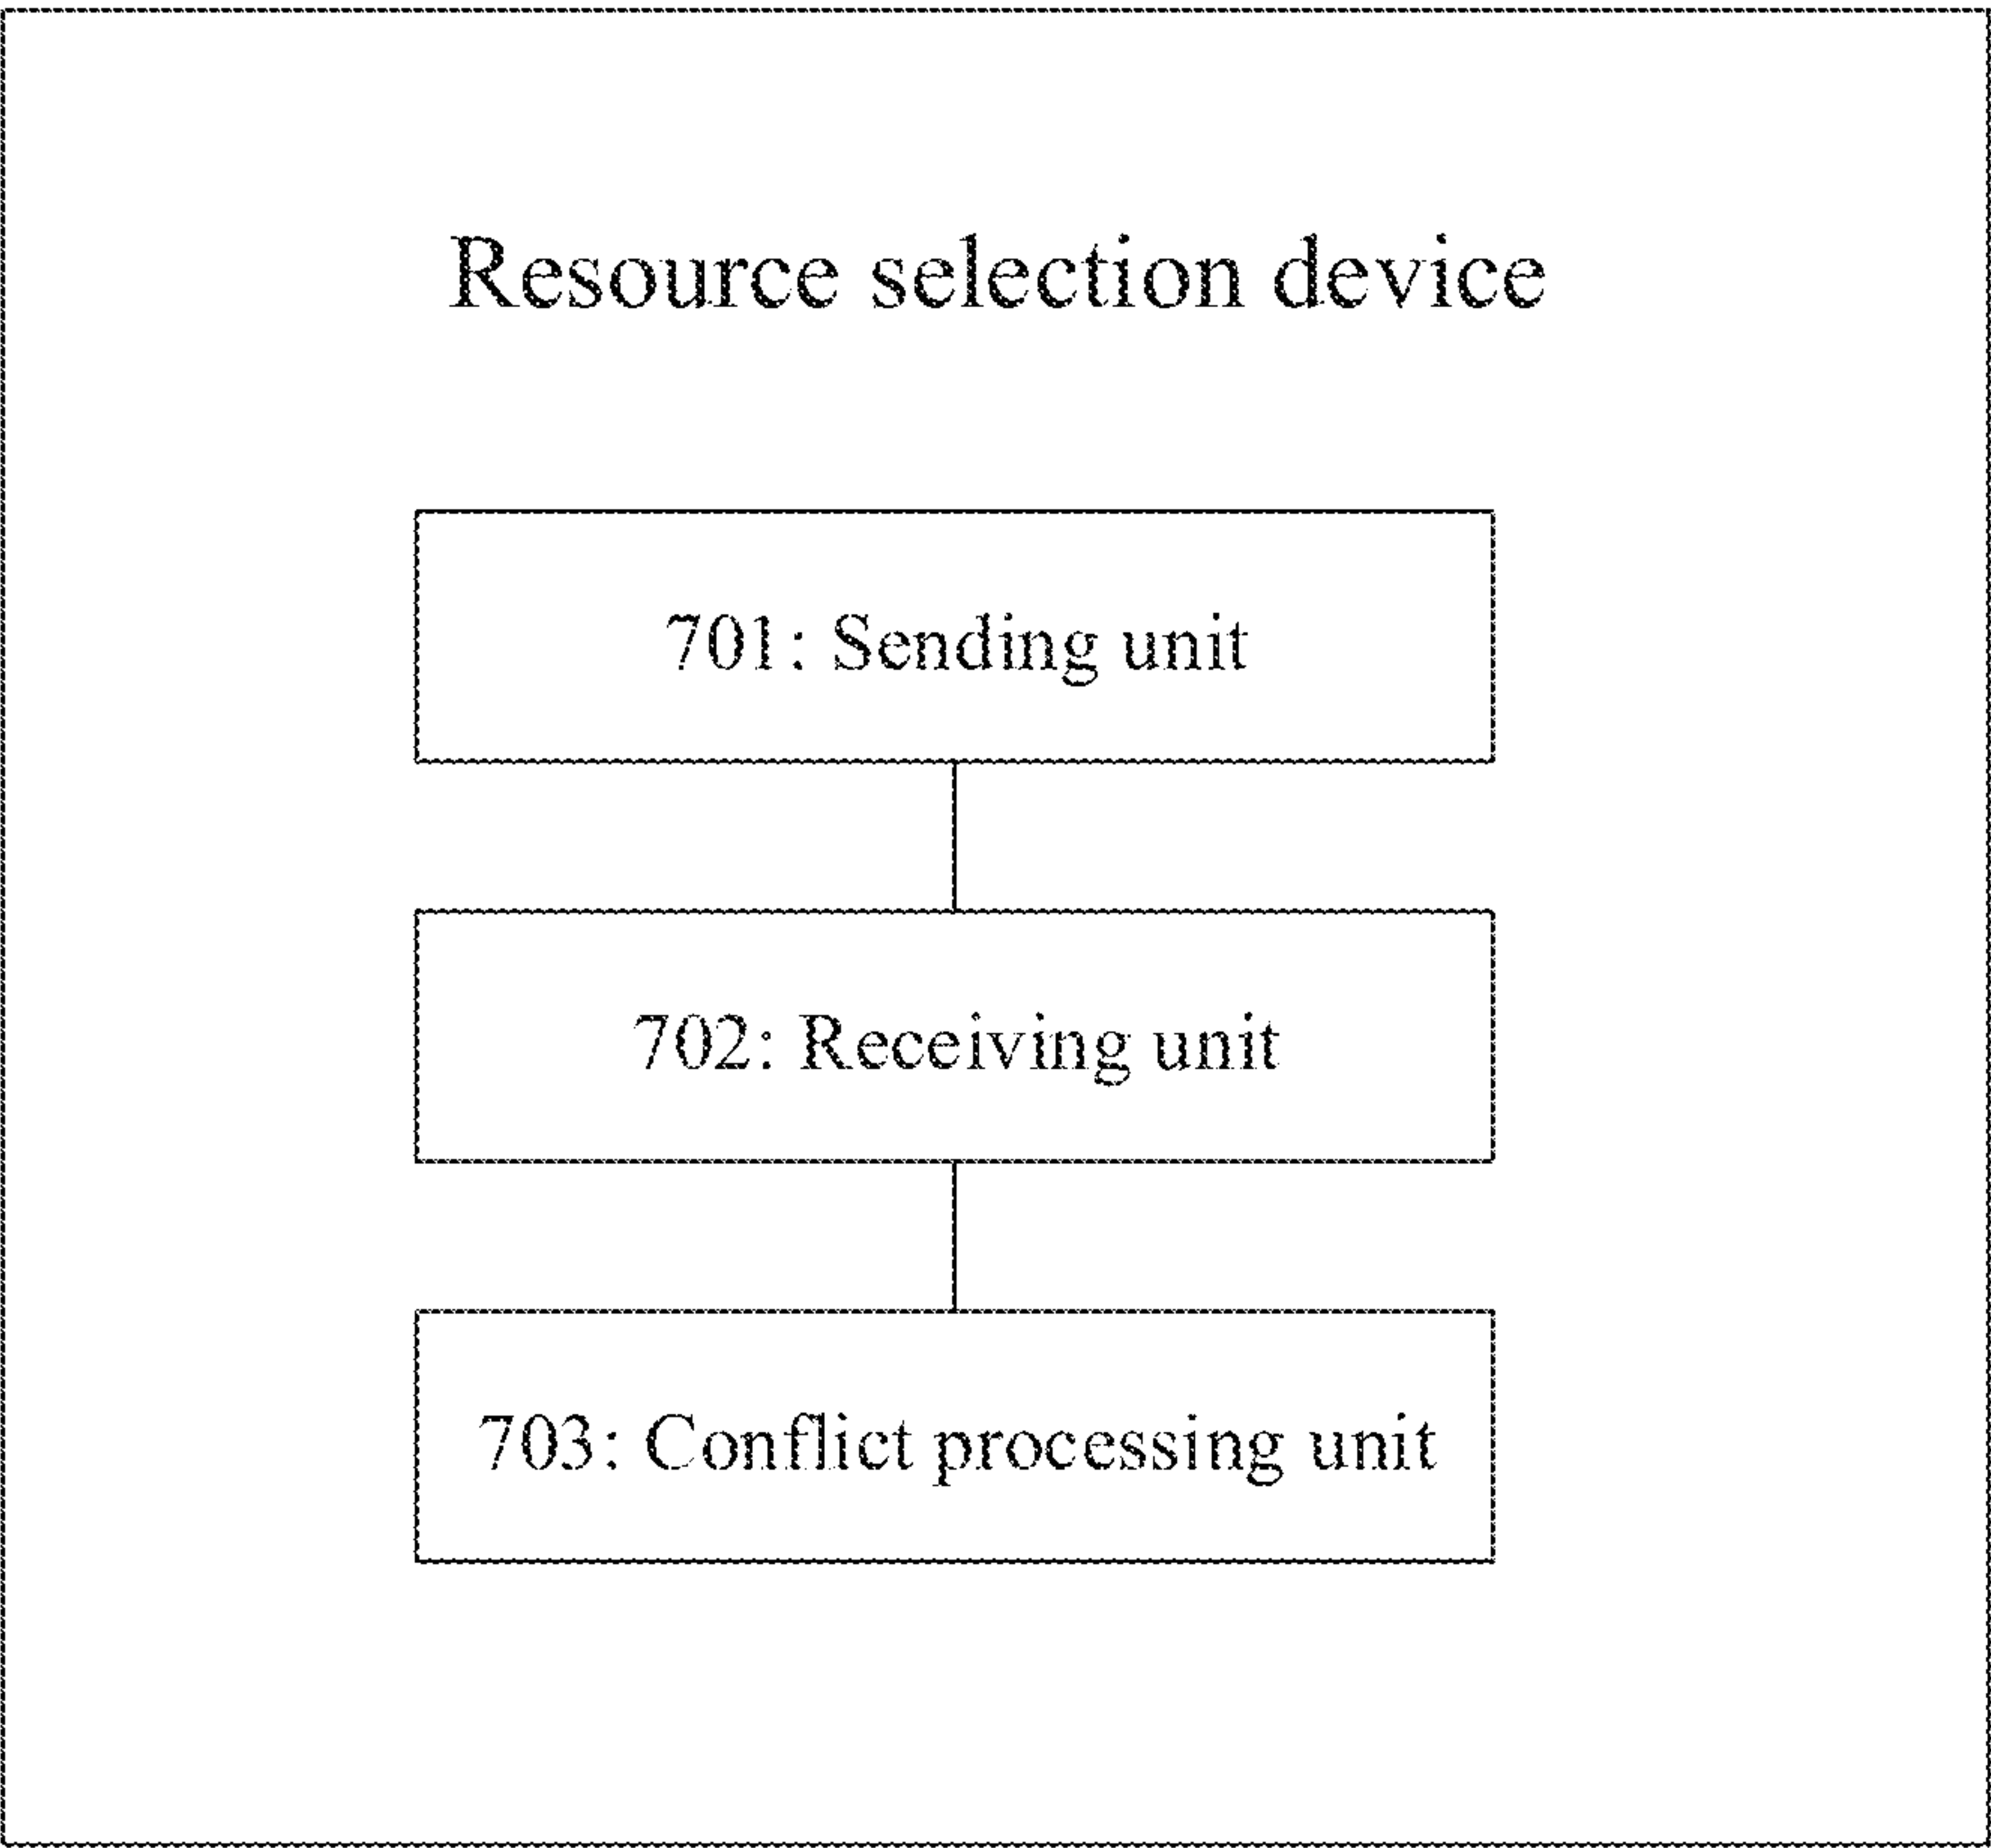 Resource selection device
701: Sending unit
702: Receiving unit
703: Conflict processing unit